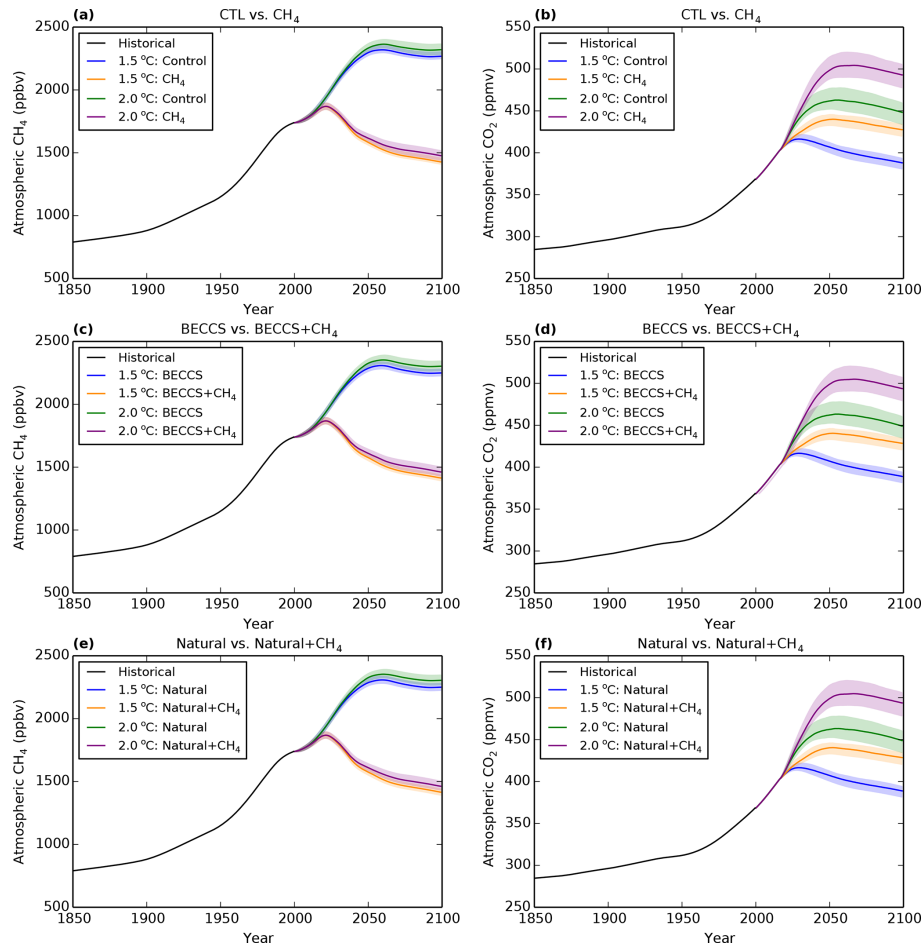 (a) CTL vs. CH₄
2500
2000
1500
1000
500
Atmospheric CH₄ (ppbv)
Historical
1.5 °C: Control
1.5 °C: CH₄
2.0 °C: Control
2.0 °C: CH₄
1850 1900 1950 2000 2050 2100
Year
(b) CTL vs. CH₄
550
500
450
400
350
300
250
Atmospheric CO₂ (ppmv)
Historical
1.5 °C: Control
1.5 °C: CH₄
2.0 °C: Control
2.0 °C: CH₄
1850 1900 1950 2000 2050 2100
Year
(c) BECCS vs. BECCS+CH₄
2500
2000
1500
1000
500
Atmospheric CH₄ (ppbv)
Historical
1.5 °C: BECCS
1.5 °C: BECCS+CH₄
2.0 °C: BECCS
2.0 °C: BECCS+CH₄
1850 1900 1950 2000 2050 2100
Year
(d) BECCS vs. BECCS+CH₄
550
500
450
400
350
300
250
Atmospheric CO₂ (ppmv)
Historical
1.5 °C: BECCS
1.5 °C: BECCS+CH₄
2.0 °C: BECCS
2.0 °C: BECCS+CH₄
1850 1900 1950 2000 2050 2100
Year
(e) Natural vs. Natural+CH₄
2500
2000
1500
1000
500
Atmospheric CH₄ (ppbv)
Historical
1.5 °C: Natural
1.5 °C: Natural+CH₄
2.0 °C: Natural
2.0 °C: Natural+CH₄
1850 1900 1950 2000 2050 2100
Year
(f) Natural vs. Natural+CH₄
550
500
450
400
350
300
250
Atmospheric CO₂ (ppmv)
Historical
1.5 °C: Natural
1.5 °C: Natural+CH₄
2.0 °C: Natural
2.0 °C: Natural+CH₄
1850 1900 1950 2000 2050 2100
Year